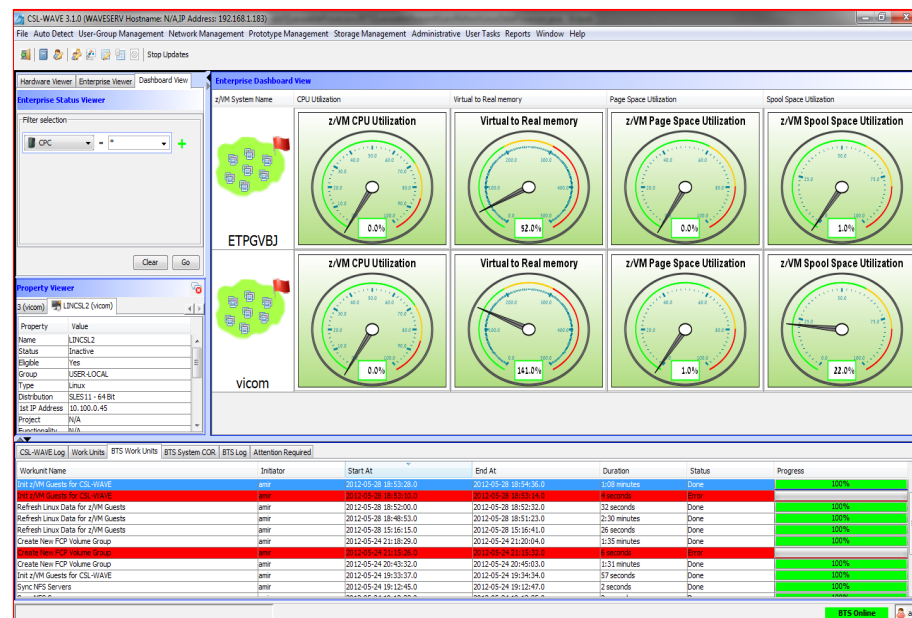 CSL-WAVE 3.1.0 (WAVESERV Hostname: N/A,IP Address: 192.168.1.183)
File Auto Detect User-Group Management Network Management Prototype Management Storage Management Administrative User Tasks Reports Window Help
Stop Updates
Hardware Viewer Enterprise Viewer Dashboard View
Enterprise Status Viewer
Filter selection
CPC = *
Clear Go
Property Viewer
3 (vicom) LINCSL2 (vicom)
Property Value
Name LINCSL2
Status Inactive
Eligible Yes
Group USER-LOCAL
Type Linux
Distribution SLES11 - 64 Bit
1st IP Address 10.100.0.45
Project N/A
Functionality N/A
Enterprise Dashboard View
z/VM System Name CPU Utilization Virtual to Real memory Page Space Utilization Spool Space Utilization
z/VM CPU Utilization Virtual to Real memory z/VM Page Space Utilization z/VM Spool Space Utilization
0.0% 92.0% 0.0% 1.0%
ETPGVBJ
z/VM CPU Utilization Virtual to Real memory z/VM Page Space Utilization z/VM Spool Space Utilization
0.0% 141.0% 1.0% 22.0%
vicom
CSL-WAVE Log Work Units BTS Work Units BTS System COR BTS Log Attention Required
Workunit Name Initiator Start At End At Duration Status Progress
Init z/VM Guests for CSL-WAVE amir 2012-05-28 18:53:28.0 2012-05-28 18:54:36.0 1:08 minutes Done 100%
Init z/VM Guests for CSL-WAVE amir 2012-05-28 18:53:10.0 2012-05-28 18:53:14.0 4 seconds Error
Refresh Linux Data for z/VM Guests amir 2012-05-28 18:52:00.0 2012-05-28 18:52:32.0 32 seconds Done 100%
Refresh Linux Data for z/VM Guests amir 2012-05-28 18:48:53.0 2012-05-28 18:51:23.0 2:30 minutes Done 100%
Refresh Linux Data for z/VM Guests amir 2012-05-28 15:16:15.0 2012-05-28 15:16:41.0 26 seconds Done 100%
Create New FCP Volume Group amir 2012-05-24 21:18:29.0 2012-05-24 21:20:04.0 1:35 minutes Done 100%
Create New FCP Volume Group amir 2012-05-24 21:15:26.0 2012-05-24 21:15:32.0 6 seconds Error
Create New FCP Volume Group amir 2012-05-24 20:43:32.0 2012-05-24 20:45:03.0 1:31 minutes Done 100%
Init z/VM Guests for CSL-WAVE amir 2012-05-24 19:33:37.0 2012-05-24 19:34:34.0 57 seconds Done 100%
Sync NFS Servers amir 2012-05-24 19:12:45.0 2012-05-24 19:12:47.0 2 seconds Done 100%
BTS Online a